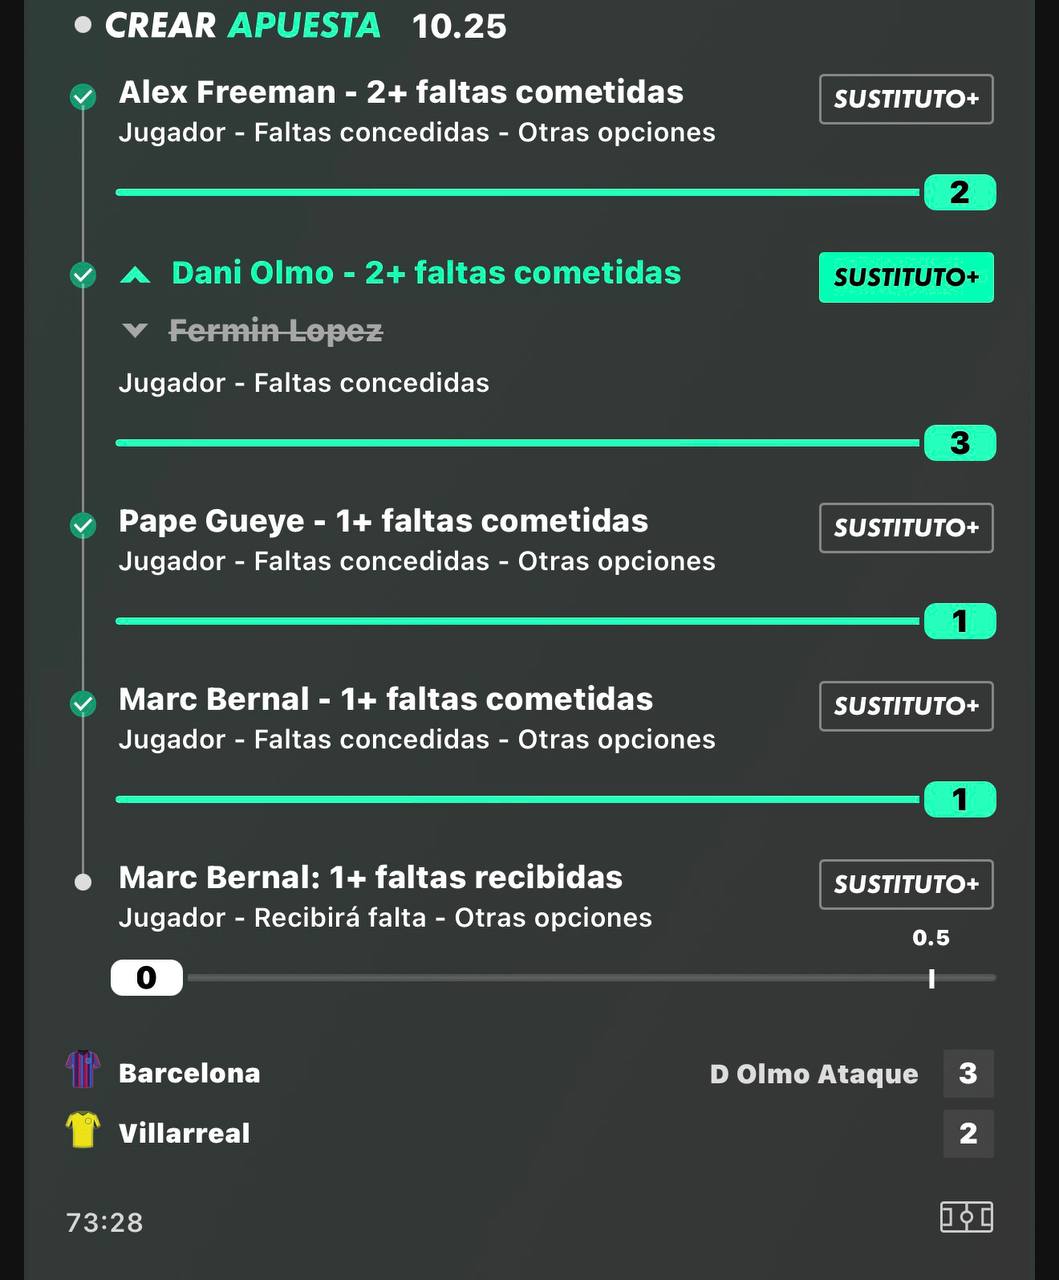 CREAR APUESTA 10.25
Alex Freeman - 2+ faltas cometidas SUSTITUTO+
Jugador - Faltas concedidas - Otras opciones
2
Dani Olmo - 2+ faltas cometidas SUSTITUTO+
Fermin Lopez
Jugador - Faltas concedidas
3
Pape Gueye - 1+ faltas cometidas SUSTITUTO+
Jugador - Faltas concedidas - Otras opciones
1
Marc Bernal - 1+ faltas cometidas SUSTITUTO+
Jugador - Faltas concedidas - Otras opciones
1
Marc Bernal: 1+ faltas recibidas SUSTITUTO+
Jugador - Recibirá falta - Otras opciones
0.5
0
Barcelona D Olmo Ataque 3
Villarreal 2
73:28